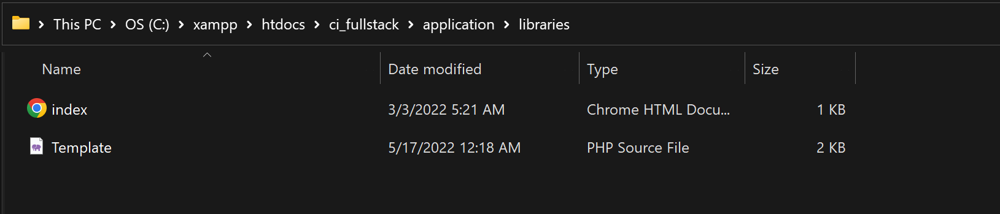 This PC > OS (C:) > xampp > htdocs > ci_fullstack > application > libraries
Name Date modified Type Size
index 3/3/2022 5:21 AM Chrome HTML Docu... 1 KB
Template 5/17/2022 12:18 AM PHP Source File 2 KB